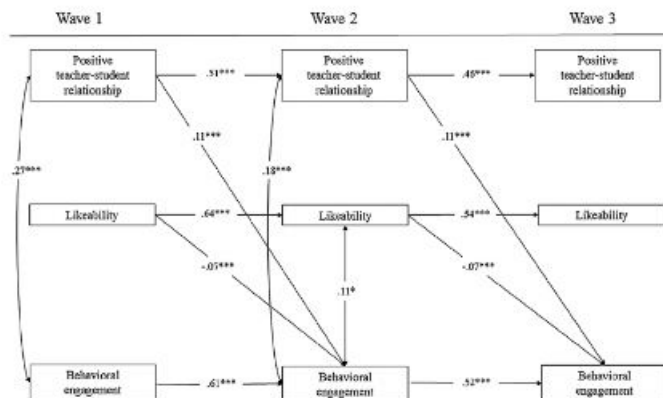 Wave 1 Wave 2 Wave 3
Positive teacher-student relationship
.51***
Positive teacher-student relationship
.46***
Positive teacher-student relationship
.11***
.11***
.27***
.18***
Likeability
.64***
Likeability
.54***
Likeability
-.07***
-.07***
.11*
Behavioral engagement
.61***
Behavioral engagement
.52***
Behavioral engagement